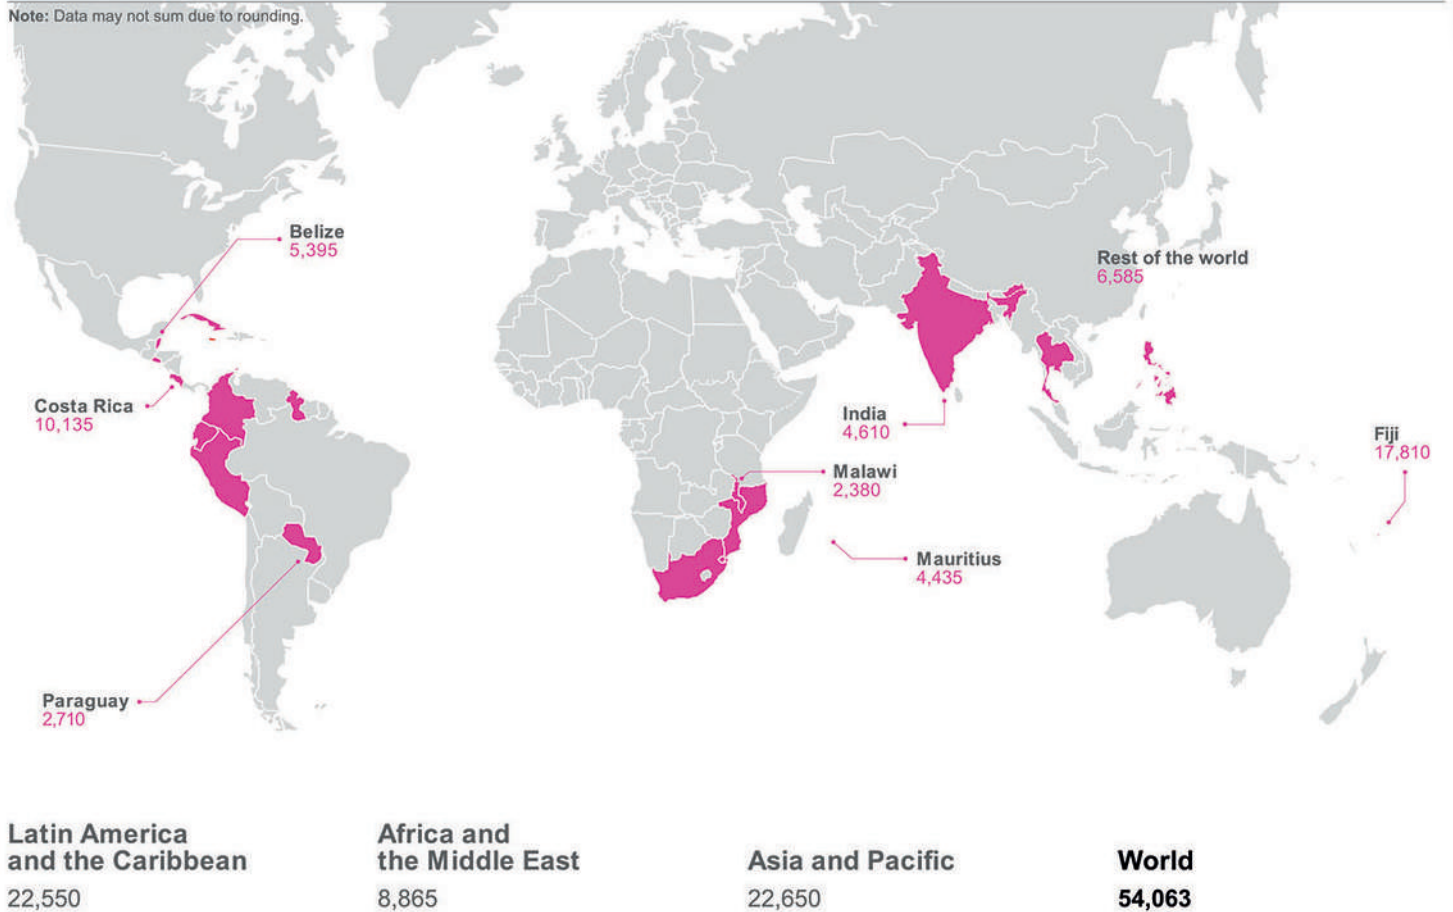 Note: Data may not sum due to rounding.
Belize
5,395
Rest of the world
6,585
Costa Rica
10,135
India
4,610
Fiji
17,810
Malawi
2,380
Mauritius
4,435
Paraguay
2,710
Latin America
and the Caribbean
22,550
Africa and
the Middle East
8,865
Asia and Pacific
22,650
World
54,063